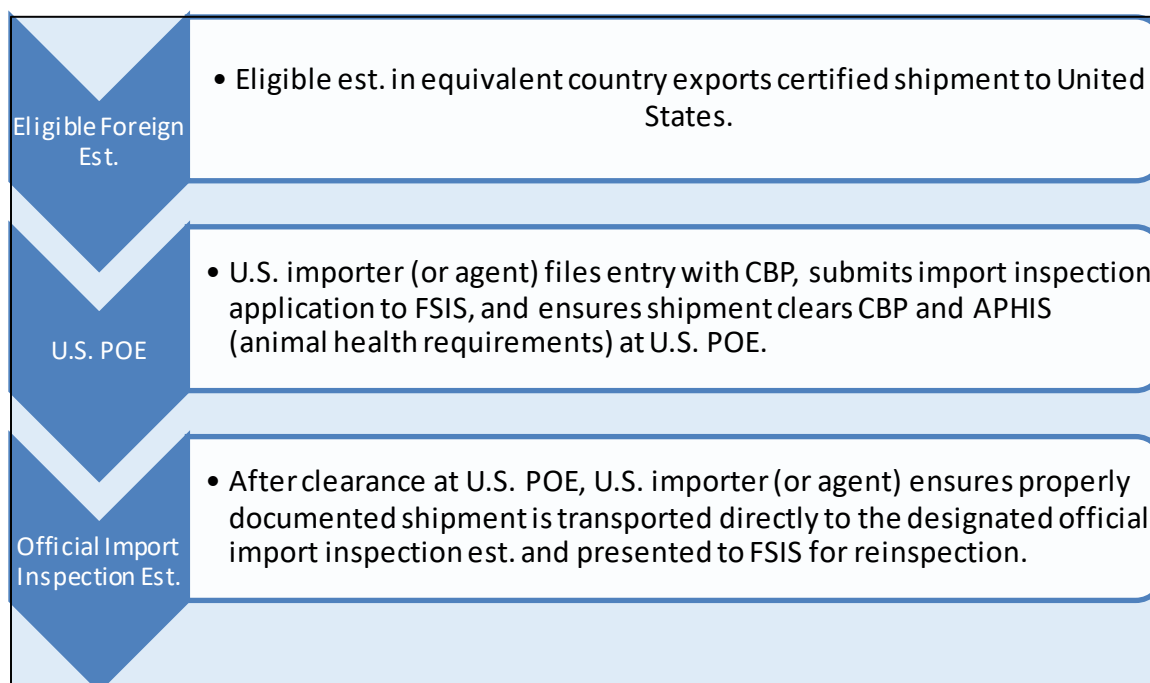 Eligible Foreign
Est.
• Eligible est. in equivalent country exports certified shipment to United
States.
U.S. POE
• U.S. importer (or agent) files entry with CBP, submits import inspection
application to FSIS, and ensures shipment clears CBP and APHIS
(animal health requirements) at U.S. POE.
Official Import
Inspection Est.
• After clearance at U.S. POE, U.S. importer (or agent) ensures properly
documented shipment is transported directly to the designated official
import inspection est. and presented to FSIS for reinspection.